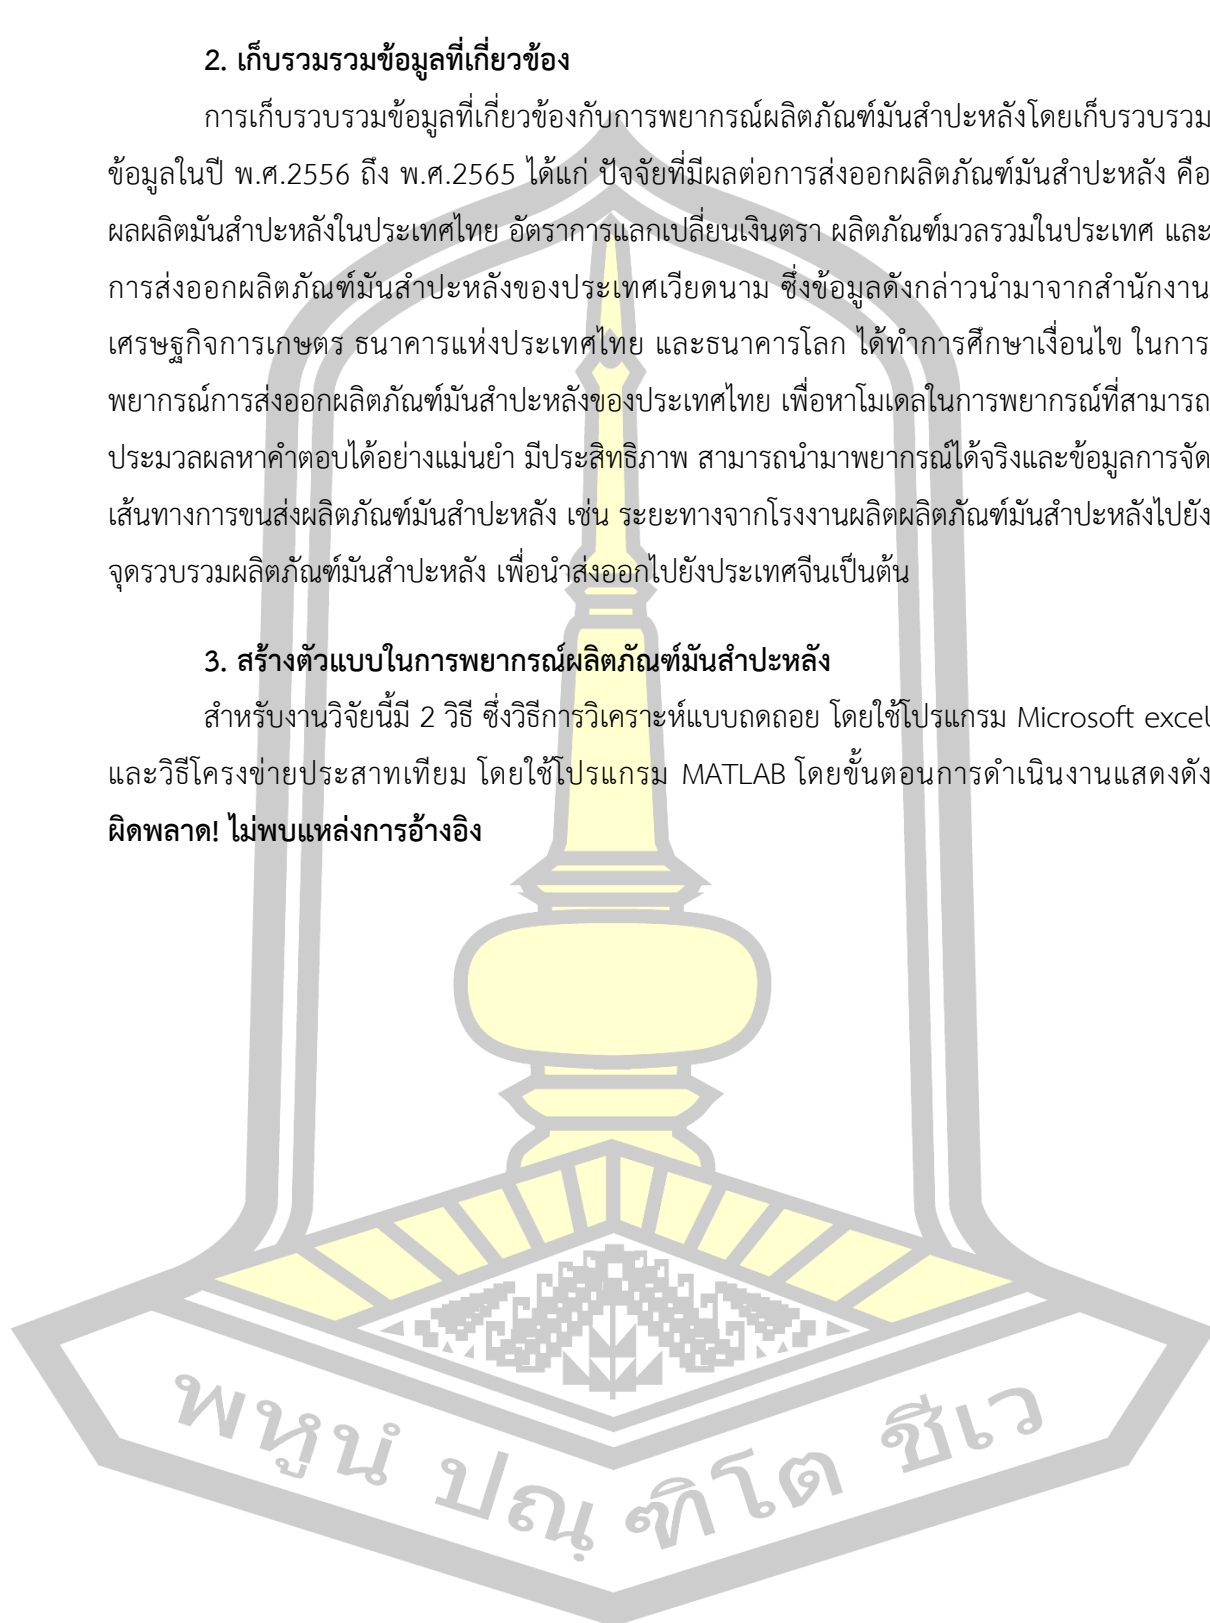 2. เก็บรวมรวมข้อมูลที่เกี่ยวข้อง
การเก็บรวบรวมข้อมูลที่เกี่ยวข้องกับการพยากรณ์ผลิตภัณฑ์มันสำปะหลังโดยเก็บรวบรวม
ข้อมูลในปี พ.ศ.2556 ถึง พ.ศ.2565 ได้แก่ ปัจจัยที่มีผลต่อการส่งออกผลิตภัณฑ์มันสำปะหลัง คือ
ผลผลิตมันสำปะหลังในประเทศไทย อัตราการแลกเปลี่ยนเงินตรา ผลิตภัณฑ์มวลรวมในประเทศ และ
การส่งออกผลิตภัณฑ์มันสำปะหลังของประเทศเวียดนาม ซึ่งข้อมูลดังกล่าวนำมาจากสำนักงาน
เศรษฐกิจการเกษตร ธนาคารแห่งประเทศไทย และธนาคารโลก ได้ทำการศึกษาเงื่อนไข ในการ
พยากรณ์การส่งออกผลิตภัณฑ์มันสำปะหลังของประเทศไทย เพื่อหาโมเดลในการพยากรณ์ที่สามารถ
ประมวลผลหาคำตอบได้อย่างแม่นยำ มีประสิทธิภาพ สามารถนำมาพยากรณ์ได้จริงและข้อมูลการจัด
เส้นทางการขนส่งผลิตภัณฑ์มันสำปะหลัง เช่น ระยะทางจากโรงงานผลิตผลิตภัณฑ์มันสำปะหลังไปยัง
จุดรวบรวมผลิตภัณฑ์มันสำปะหลัง เพื่อนำส่งออกไปยังประเทศจีนเป็นต้น
3. สร้างตัวแบบในการพยากรณ์ผลิตภัณฑ์มันสำปะหลัง
สำหรับงานวิจัยนี้มี 2 วิธี ซึ่งวิธีการวิเคราะห์แบบถดถอย โดยใช้โปรแกรม Microsoft excel
และวิธีโครงข่ายประสาทเทียม โดยใช้โปรแกรม MATLAB โดยขั้นตอนการดำเนินงานแสดงดัง
ผิดพลาด! ไม่พบแหล่งการอ้างอิง
พหูนํ ปณฺฑิโต ชีเว